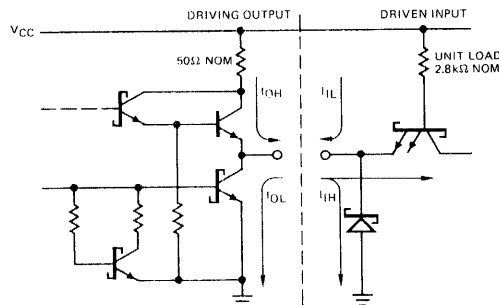 DRIVING OUTPUT
DRIVEN INPUT
VCC
50Ω NOM
UNIT LOAD
2.8kΩ NOM
IOH
IIL
IOL
IIH